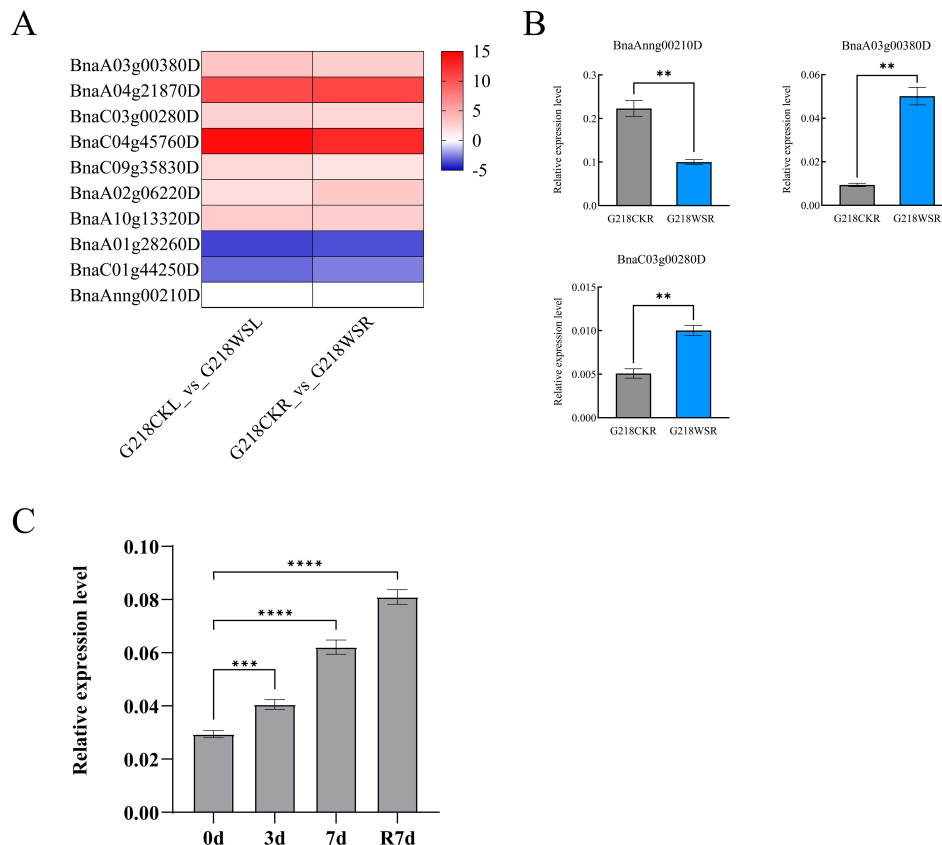 A
BnaA03g00380D
BnaA04g21870D
BnaC03g00280D
BnaC04g45760D
BnaC09g35830D
BnaA02g06220D
BnaA10g13320D
BnaA01g28260D
BnaC01g44250D
BnaAnng00210D
15
10
5
0
-5
G218CKL_vs_G218WSL
G218CKR_vs_G218WSR
B
BnaAnng00210D
Relative expression level
0.3
0.2
0.1
0.0
**
G218CKR
G218WSR
BnaA03g00380D
Relative expression level
0.06
0.04
0.02
0.00
**
G218CKR
G218WSR
BnaC03g00280D
Relative expression level
0.015
0.010
0.005
0.000
**
G218CKR
G218WSR
C
Relative expression level
0.10
0.08
0.06
0.04
0.02
0.00
****
****
***
0d
3d
7d
R7d